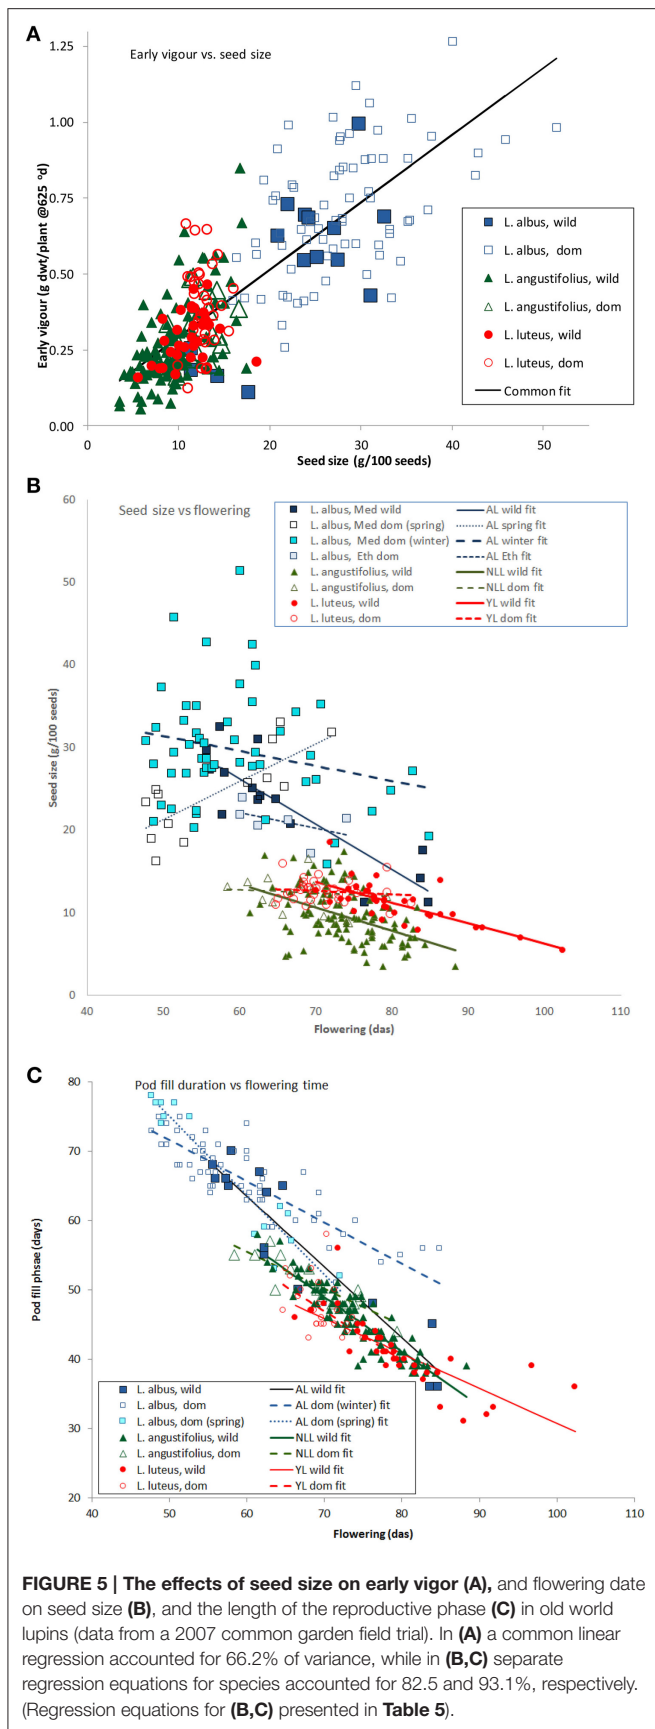 A
Early vigour vs. seed size
Early vigour (g dwt/plant @625 °d)
1.25
1.00
0.75
0.50
0.25
0.00
L. albus, wild
L. albus, dom
L. angustifolius, wild
L. angustifolius, dom
L. luteus, wild
L. luteus, dom
Common fit
0 10 20 30 40 50
Seed size (g/100 seeds)
B
Seed size vs flowering
Seed size (g/100 seeds)
60
50
40
30
20
10
0
L. albus, Med wild
L. albus, Med dom (spring)
L. albus, Med dom (winter)
L. albus, Eth dom
L. angustifolius, wild
L. angustifolius, dom
L. luteus, wild
L. luteus, dom
AL wild fit
AL spring fit
AL winter fit
AL Eth fit
NLL wild fit
NLL dom fit
YL wild fit
YL dom fit
40 50 60 70 80 90 100 110
Flowering (das)
C
Pod fill duration vs flowering time
Pod fill phsae (days)
80
70
60
50
40
30
20
L. albus, wild
L. albus, dom
L. albus, dom (spring)
L. angustifolius, wild
L. angustifolius, dom
L. luteus, wild
L. luteus, dom
AL wild fit
AL dom (winter) fit
AL dom (spring) fit
NLL wild fit
NLL dom fit
YL wild fit
YL dom fit
40 50 60 70 80 90 100 110
Flowering (das)
FIGURE 5 | The effects of seed size on early vigor (A), and flowering date
on seed size (B), and the length of the reproductive phase (C) in old world
lupins (data from a 2007 common garden field trial). In (A) a common linear
regression accounted for 66.2% of variance, while in (B,C) separate
regression equations for species accounted for 82.5 and 93.1%, respectively.
(Regression equations for (B,C) presented in Table 5).